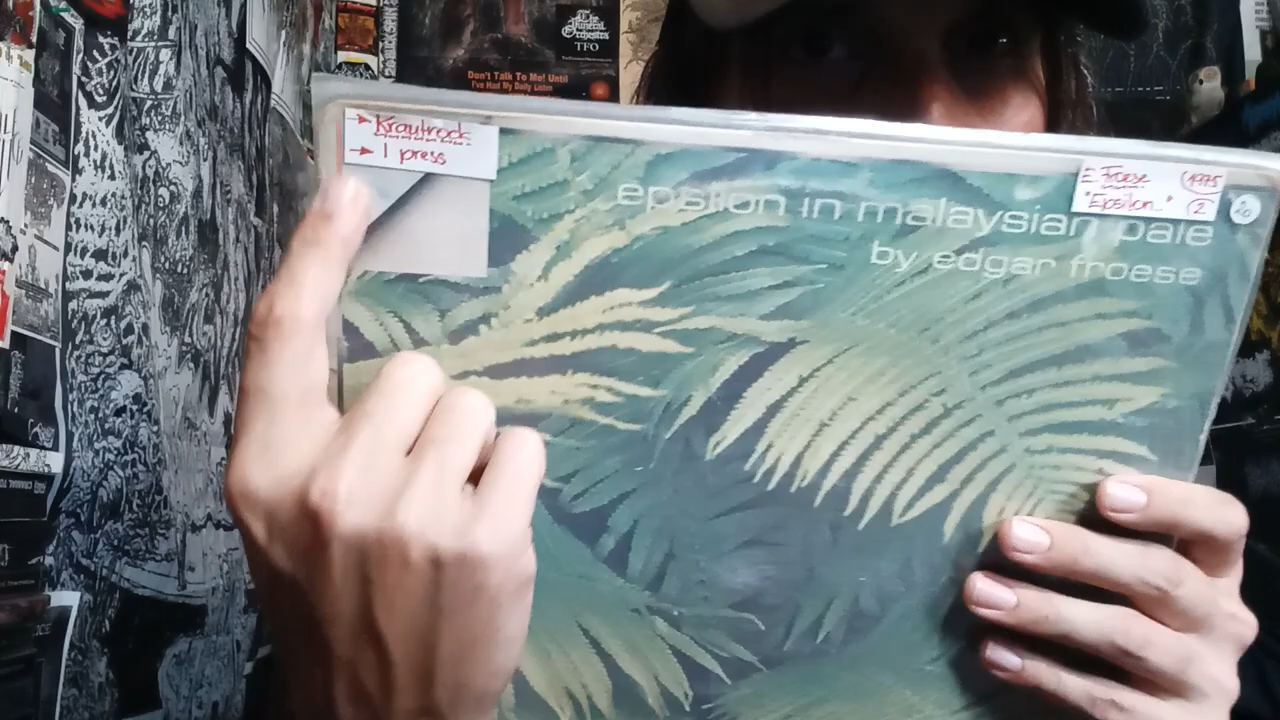 The
Funeral
Orchestra
TFO
Don't Talk To Me! Until
I've Had My Daily Listen
→ Krautrock
→ 1 press
E. Froese (1975)
"Epsilon.." (2)
epsilon in malaysian pale
by edgar froese